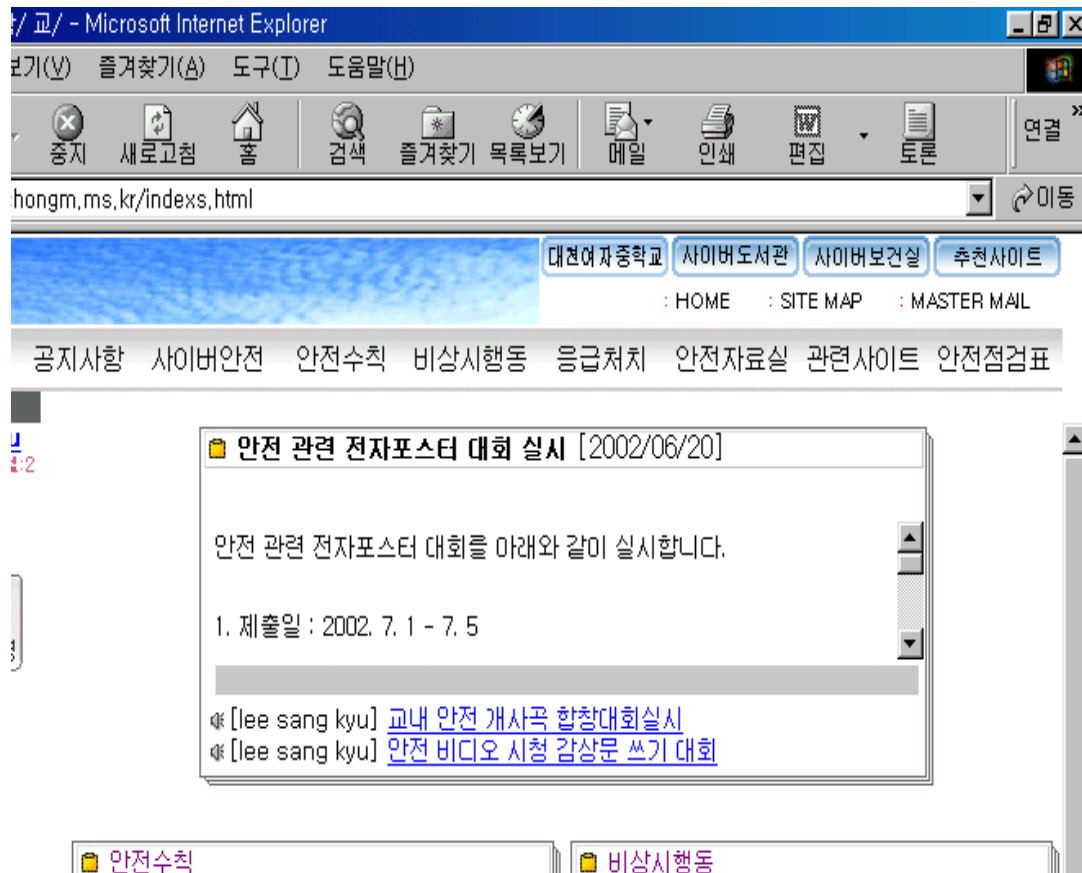 교/ - Microsoft Internet Explorer
보기(V) 즐겨찾기(A) 도구(T) 도움말(H)
중지 새로고침 홈 검색 즐겨찾기 목록보기 메일 인쇄 편집 토론 연결 »
hongm,ms,kr/indexs,html 이동
대천여자중학교 사이버도서관 사이버보건실 추천사이트
: HOME : SITE MAP : MASTER MAIL
공지사항 사이버안전 안전수칙 비상시행동 응급처치 안전자료실 관련사이트 안전점검표
안전 관련 전자포스터 대회 실시 [2002/06/20]
:2
안전 관련 전자포스터 대회를 아래와 같이 실시합니다.
1. 제출일 : 2002. 7. 1 - 7. 5
[lee sang kyu] 교내 안전 개사곡 합창대회실시
[lee sang kyu] 안전 비디오 시청 감상문 쓰기 대회
안전수칙 비상시행동